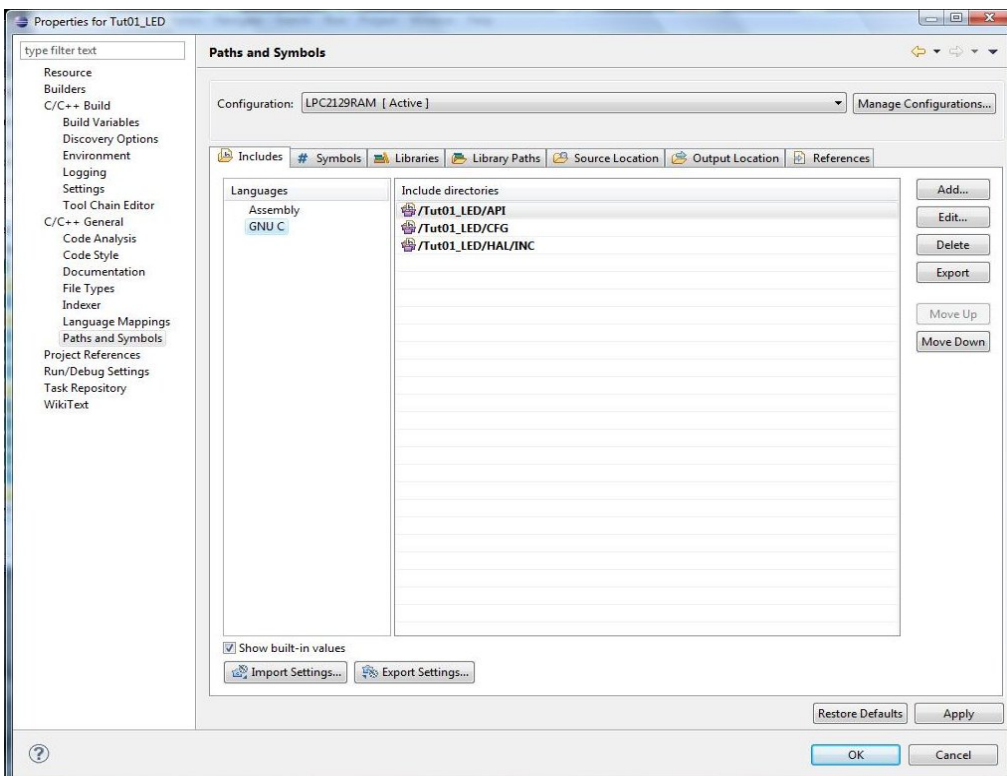 Properties for Tut01_LED
type filter text
Resource
Builders
C/C++ Build
Build Variables
Discovery Options
Environment
Logging
Settings
Tool Chain Editor
C/C++ General
Code Analysis
Code Style
Documentation
File Types
Indexer
Language Mappings
Paths and Symbols
Project References
Run/Debug Settings
Task Repository
WikiText
Paths and Symbols
Configuration: LPC2129RAM [ Active ] Manage Configurations...
Includes # Symbols Libraries Library Paths Source Location Output Location References
Languages
Assembly
GNU C
Include directories
/Tut01_LED/API
/Tut01_LED/CFG
/Tut01_LED/HAL/INC
Add...
Edit...
Delete
Export
Move Up
Move Down
Show built-in values
Import Settings... Export Settings...
Restore Defaults Apply
? OK Cancel